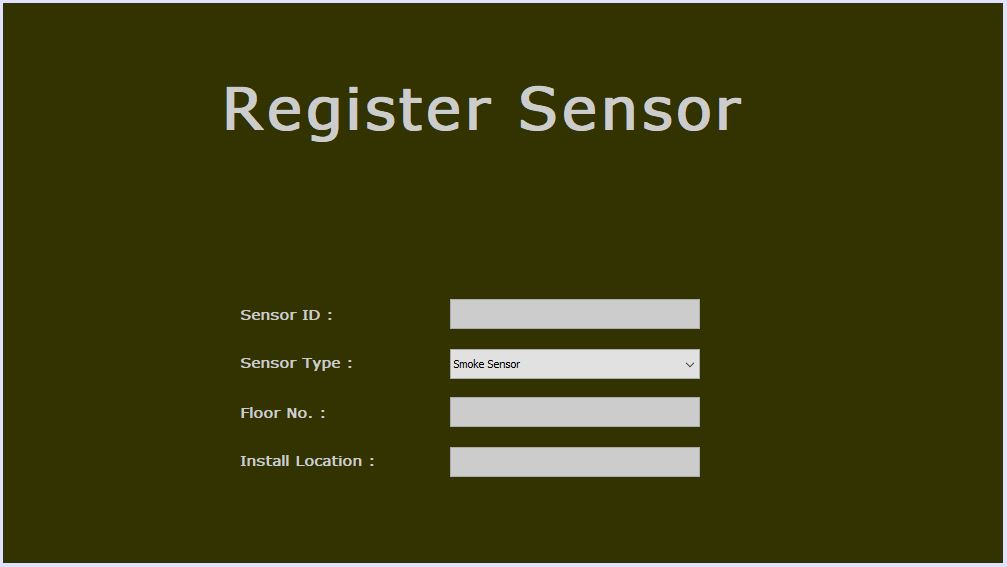 Register Sensor
Sensor ID :
Sensor Type : Smoke Sensor
Floor No. :
Install Location :